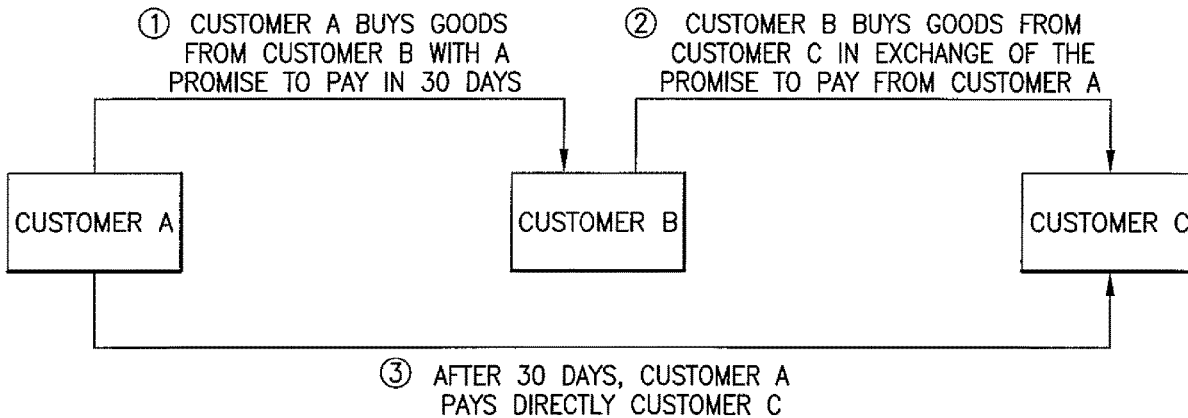 ① CUSTOMER A BUYS GOODS
FROM CUSTOMER B WITH A
PROMISE TO PAY IN 30 DAYS
② CUSTOMER B BUYS GOODS FROM
CUSTOMER C IN EXCHANGE OF THE
PROMISE TO PAY FROM CUSTOMER A
CUSTOMER A
CUSTOMER B
CUSTOMER C
③ AFTER 30 DAYS, CUSTOMER A
PAYS DIRECTLY CUSTOMER C